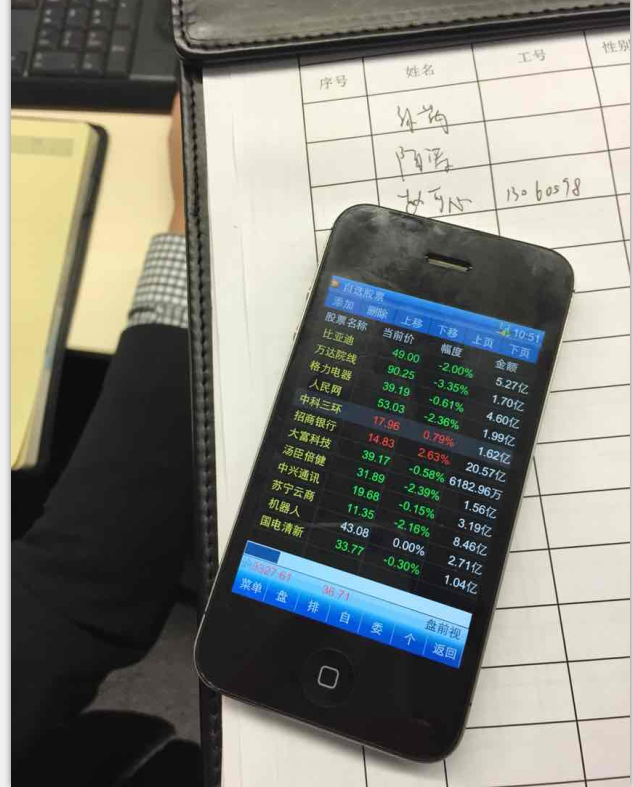 序号 姓名 工号 性别
13060598
自选股票 10:51
添加 删除 上移 下移 上页 下页
股票名称 当前价 幅度 金额
比亚迪 49.00 -2.00% 5.27亿
万达院线 90.25 -3.35% 1.70亿
格力电器 39.19 -0.61% 4.60亿
人民网 53.03 -2.36% 1.99亿
中科三环 17.96 0.79% 1.62亿
招商银行 14.83 2.63% 20.57亿
大富科技 39.17 -0.58% 6182.96万
汤臣倍健 31.89 -2.39% 1.56亿
中兴通讯 19.68 -0.15% 3.19亿
苏宁云商 11.35 -2.16% 8.46亿
机器人 43.08 0.00% 2.71亿
国电清新 33.77 -0.30% 1.04亿
36.71 盘前视
菜单 盘 排 自 委 个 返回